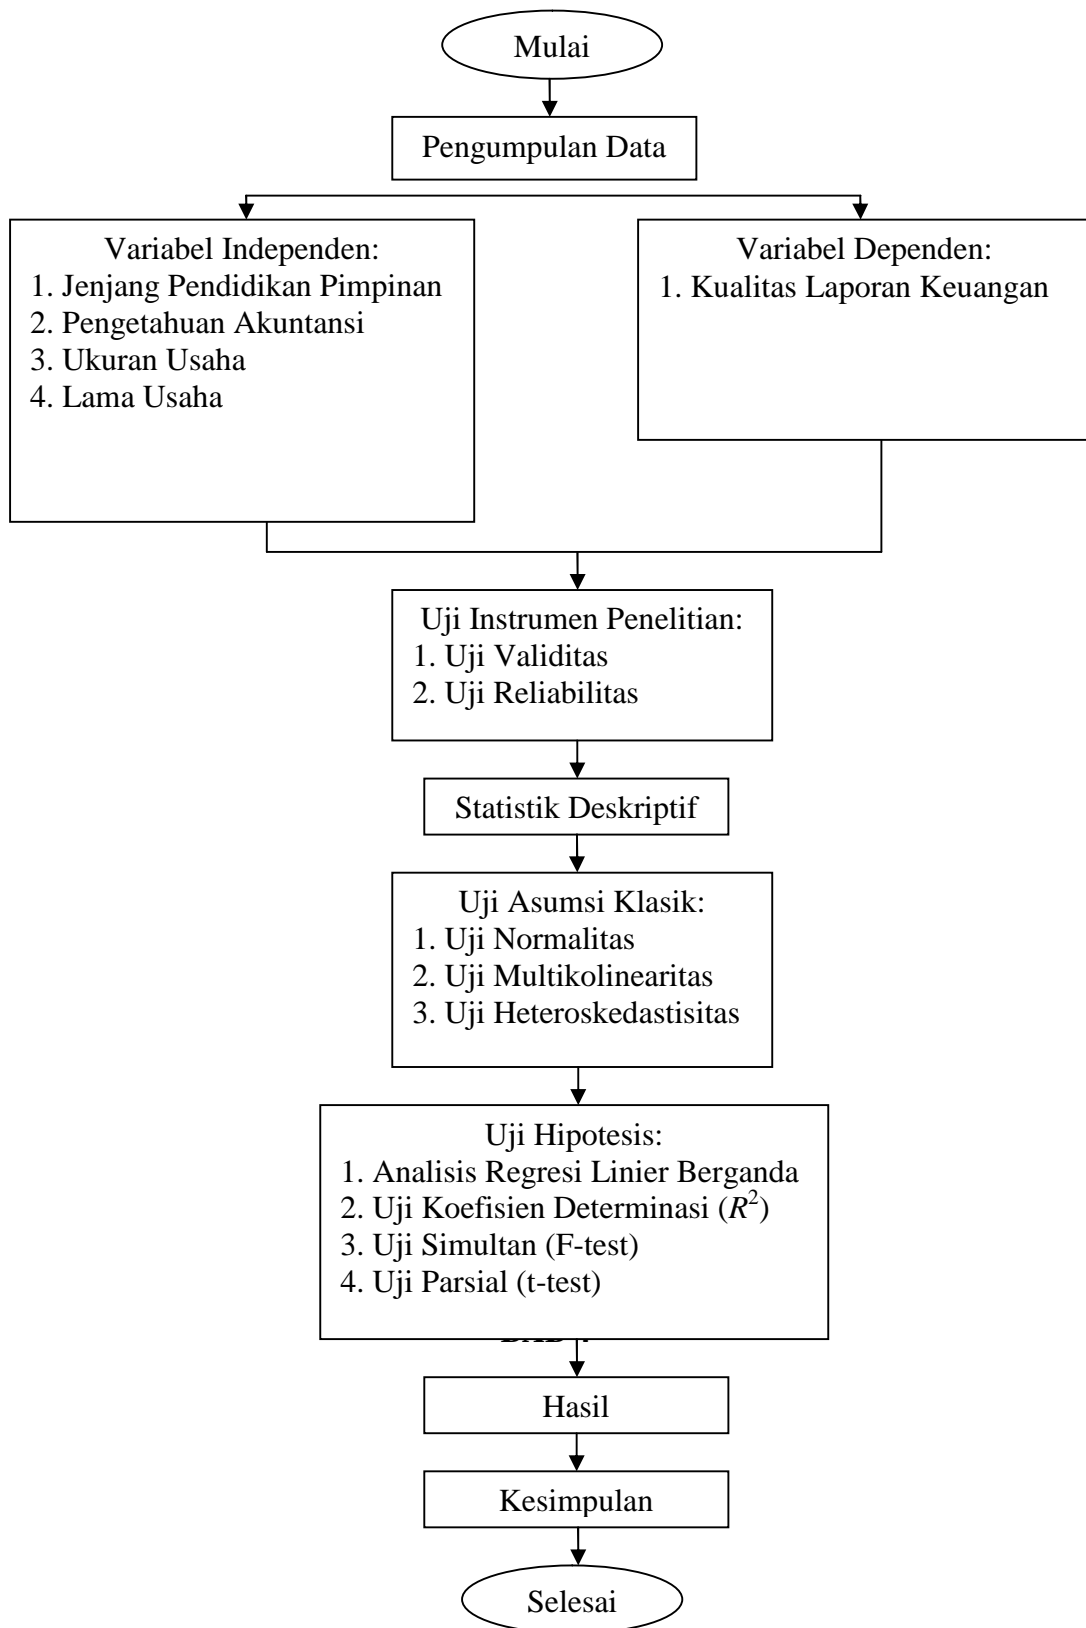 Mulai
Pengumpulan Data
Variabel Independen:
1. Jenjang Pendidikan Pimpinan
2. Pengetahuan Akuntansi
3. Ukuran Usaha
4. Lama Usaha
Variabel Dependen:
1. Kualitas Laporan Keuangan
Uji Instrumen Penelitian:
1. Uji Validitas
2. Uji Reliabilitas
Statistik Deskriptif
Uji Asumsi Klasik:
1. Uji Normalitas
2. Uji Multikolinearitas
3. Uji Heteroskedastisitas
Uji Hipotesis:
1. Analisis Regresi Linier Berganda
2. Uji Koefisien Determinasi (R²)
3. Uji Simultan (F-test)
4. Uji Parsial (t-test)
Hasil
Kesimpulan
Selesai